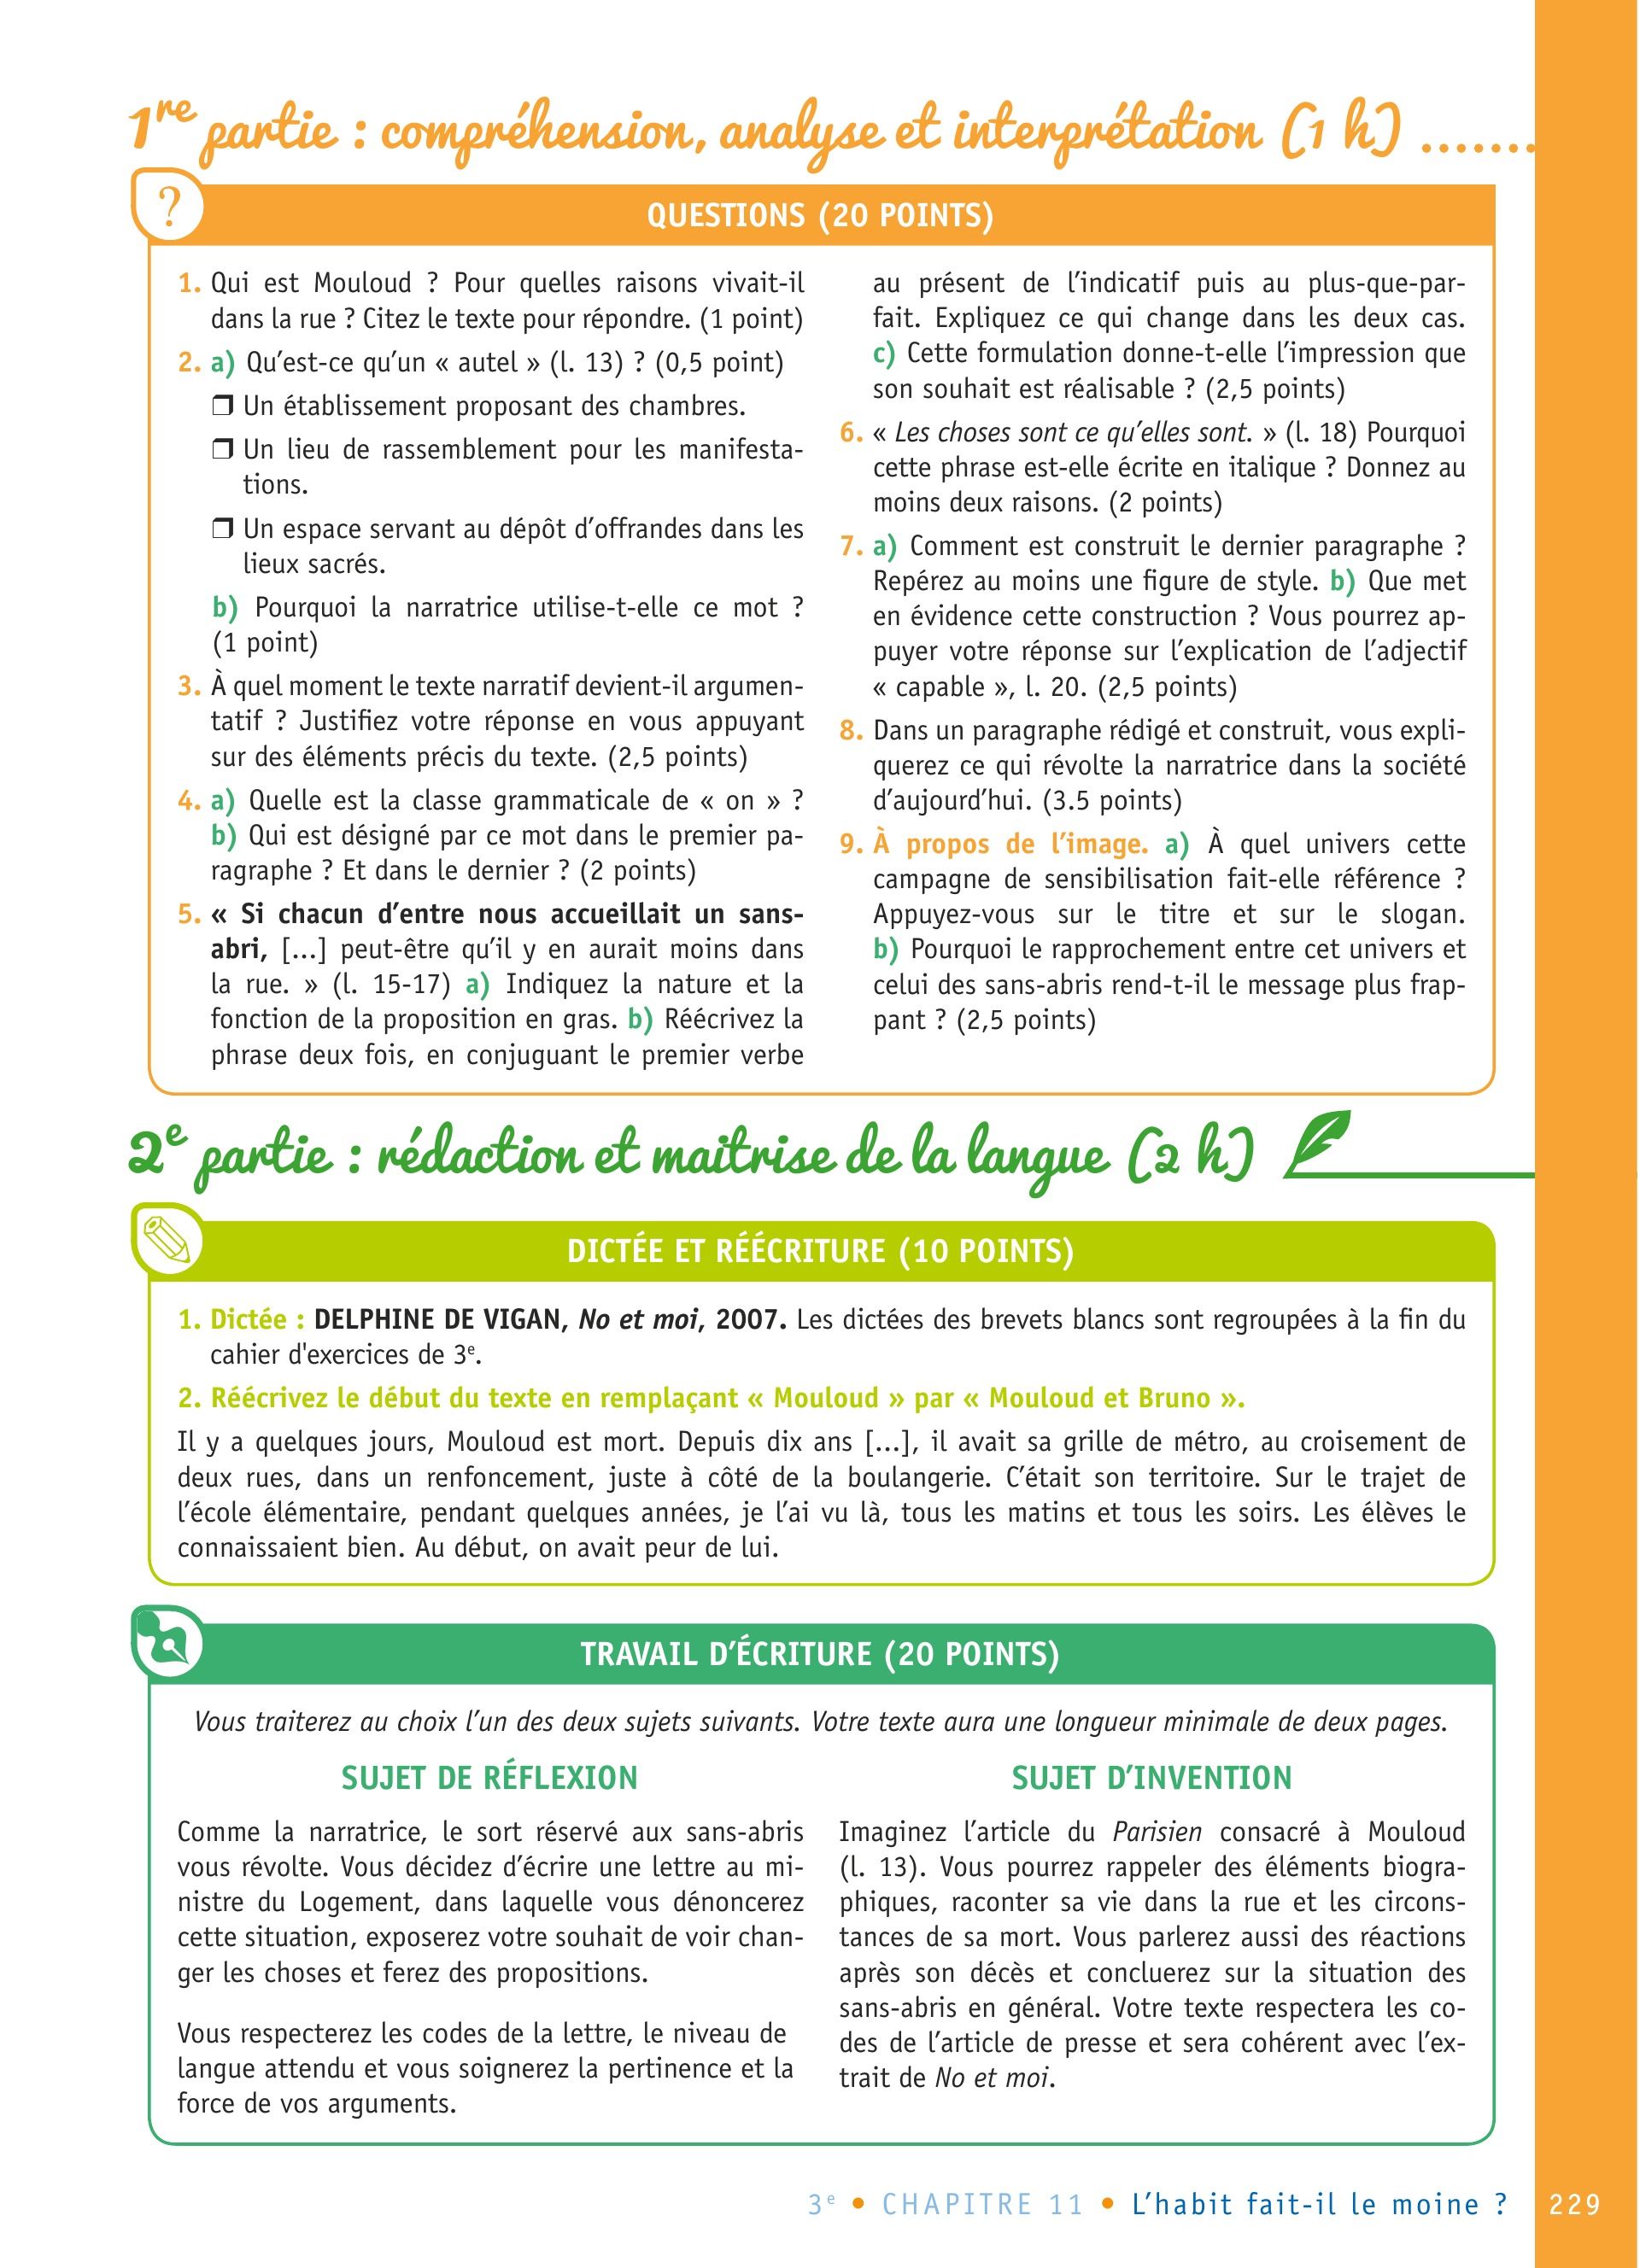 1re partie : compréhension, analyse et interprétation (1 h) .......
?
QUESTIONS (20 POINTS)
1. Qui est Mouloud ? Pour quelles raisons vivait-il
dans la rue ? Citez le texte pour répondre. (1 point)
2. a) Qu’est-ce qu’un « autel » (l. 13) ? (0,5 point)
❒ Un établissement proposant des chambres.
❒ Un lieu de rassemblement pour les manifesta-
tions.
❒ Un espace servant au dépôt d’offrandes dans les
lieux sacrés.
b) Pourquoi la narratrice utilise-t-elle ce mot ?
(1 point)
3. À quel moment le texte narratif devient-il argumen-
tatif ? Justifiez votre réponse en vous appuyant
sur des éléments précis du texte. (2,5 points)
4. a) Quelle est la classe grammaticale de « on » ?
b) Qui est désigné par ce mot dans le premier pa-
ragraphe ? Et dans le dernier ? (2 points)
5. « Si chacun d’entre nous accueillait un sans-
abri, [...] peut-être qu’il y en aurait moins dans
la rue. » (l. 15-17) a) Indiquez la nature et la
fonction de la proposition en gras. b) Réécrivez la
phrase deux fois, en conjuguant le premier verbe
au présent de l’indicatif puis au plus-que-par-
fait. Expliquez ce qui change dans les deux cas.
c) Cette formulation donne-t-elle l’impression que
son souhait est réalisable ? (2,5 points)
6. « Les choses sont ce qu’elles sont. » (l. 18) Pourquoi
cette phrase est-elle écrite en italique ? Donnez au
moins deux raisons. (2 points)
7. a) Comment est construit le dernier paragraphe ?
Repérez au moins une figure de style. b) Que met
en évidence cette construction ? Vous pourrez ap-
puyer votre réponse sur l’explication de l’adjectif
« capable », l. 20. (2,5 points)
8. Dans un paragraphe rédigé et construit, vous expli-
querez ce qui révolte la narratrice dans la société
d’aujourd’hui. (3.5 points)
9. À propos de l’image. a) À quel univers cette
campagne de sensibilisation fait-elle référence ?
Appuyez-vous sur le titre et sur le slogan.
b) Pourquoi le rapprochement entre cet univers et
celui des sans-abris rend-t-il le message plus frap-
pant ? (2,5 points)
2e partie : rédaction et maitrise de la langue (2 h)
DICTÉE ET RÉÉCRITURE (10 POINTS)
1. Dictée : DELPHINE DE VIGAN, No et moi, 2007. Les dictées des brevets blancs sont regroupées à la fin du
cahier d'exercices de 3e.
2. Réécrivez le début du texte en remplaçant « Mouloud » par « Mouloud et Bruno ».
Il y a quelques jours, Mouloud est mort. Depuis dix ans [...], il avait sa grille de métro, au croisement de
deux rues, dans un renfoncement, juste à côté de la boulangerie. C’était son territoire. Sur le trajet de
l’école élémentaire, pendant quelques années, je l’ai vu là, tous les matins et tous les soirs. Les élèves le
connaissaient bien. Au début, on avait peur de lui.
TRAVAIL D’ÉCRITURE (20 POINTS)
Vous traiterez au choix l’un des deux sujets suivants. Votre texte aura une longueur minimale de deux pages.
SUJET DE RÉFLEXION
Comme la narratrice, le sort réservé aux sans-abris
vous révolte. Vous décidez d’écrire une lettre au mi-
nistre du Logement, dans laquelle vous dénoncerez
cette situation, exposerez votre souhait de voir chan-
ger les choses et ferez des propositions.
Vous respecterez les codes de la lettre, le niveau de
langue attendu et vous soignerez la pertinence et la
force de vos arguments.
SUJET D’INVENTION
Imaginez l’article du Parisien consacré à Mouloud
(l. 13). Vous pourrez rappeler des éléments biogra-
phiques, raconter sa vie dans la rue et les circons-
tances de sa mort. Vous parlerez aussi des réactions
après son décès et concluerez sur la situation des
sans-abris en général. Votre texte respectera les co-
des de l’article de presse et sera cohérent avec l’ex-
trait de No et moi.
3e • CHAPITRE 11 • L’habit fait-il le moine ? 229